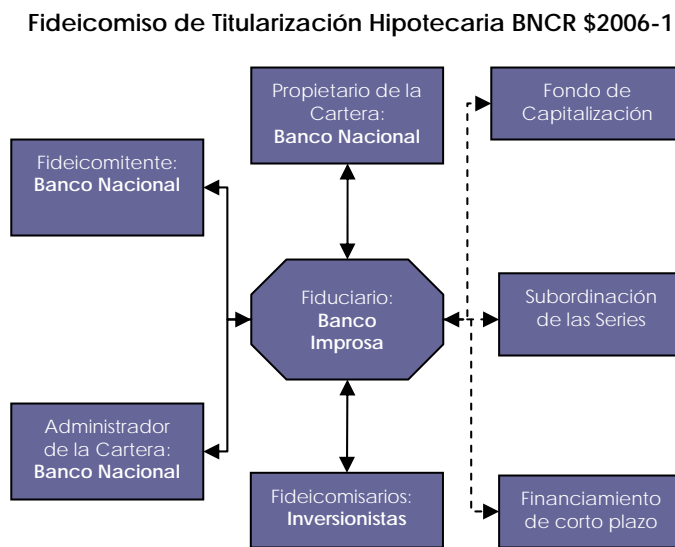 Fideicomiso de Titularización Hipotecaria BNCR $2006-1
Propietario de la
Cartera:
Banco Nacional
Fondo de
Capitalización
Fideicomitente:
Banco Nacional
Fiduciario:
Banco
Improsa
Subordinación
de las Series
Administrador
de la Cartera:
Banco Nacional
Fideicomisarios:
Inversionistas
Financiamiento
de corto plazo